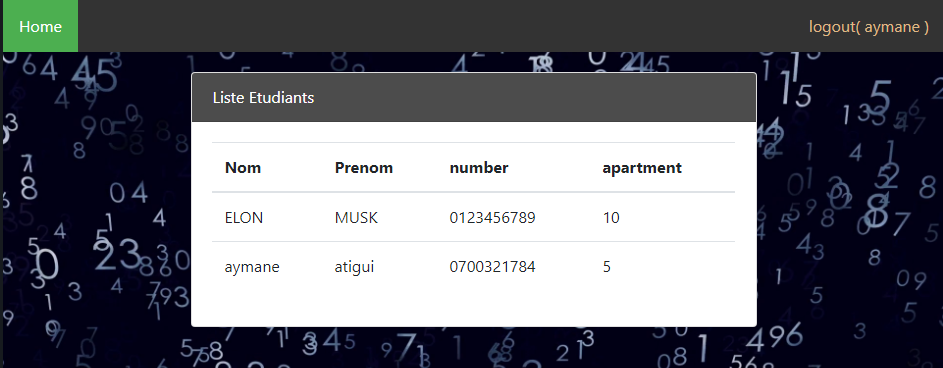 Home logout( aymane )
Liste Etudiants
Nom Prenom number apartment
ELON MUSK 0123456789 10
aymane atigui 0700321784 5